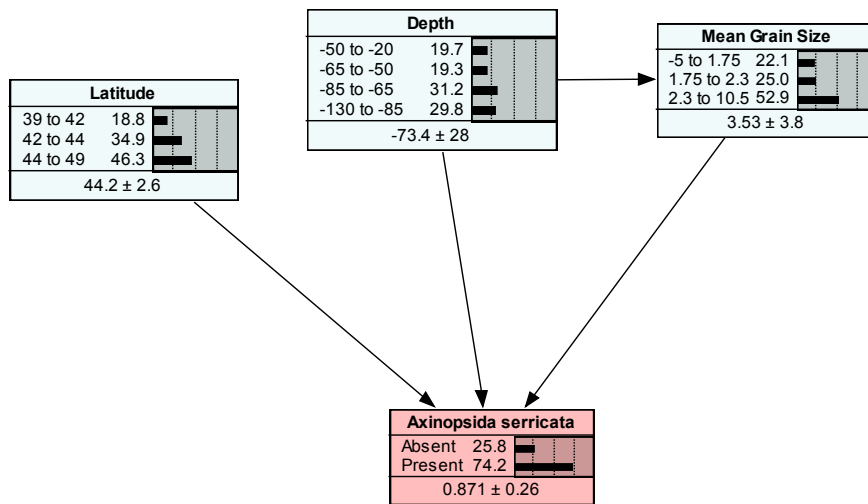 Depth
-50 to -20 19.7
-65 to -50 19.3
-85 to -65 31.2
-130 to -85 29.8
-73.4 ± 28
Mean Grain Size
-5 to 1.75 22.1
1.75 to 2.3 25.0
2.3 to 10.5 52.9
3.53 ± 3.8
Latitude
39 to 42 18.8
42 to 44 34.9
44 to 49 46.3
44.2 ± 2.6
Axinopsida serricata
Absent 25.8
Present 74.2
0.871 ± 0.26